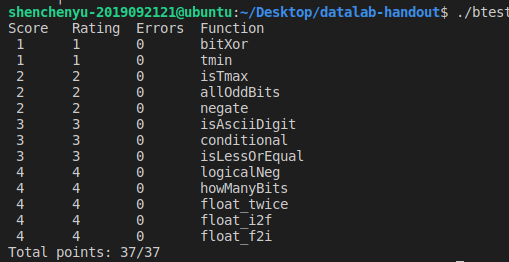 shenchenyu-2019092121@ubuntu:~/Desktop/datalab-handout$ ./btest
Score Rating Errors Function
1 1 0 bitXor
1 1 0 tmin
2 2 0 isTmax
2 2 0 allOddBits
2 2 0 negate
3 3 0 isAsciiDigit
3 3 0 conditional
3 3 0 isLessOrEqual
4 4 0 logicalNeg
4 4 0 howManyBits
4 4 0 float_twice
4 4 0 float_i2f
4 4 0 float_f2i
Total points: 37/37